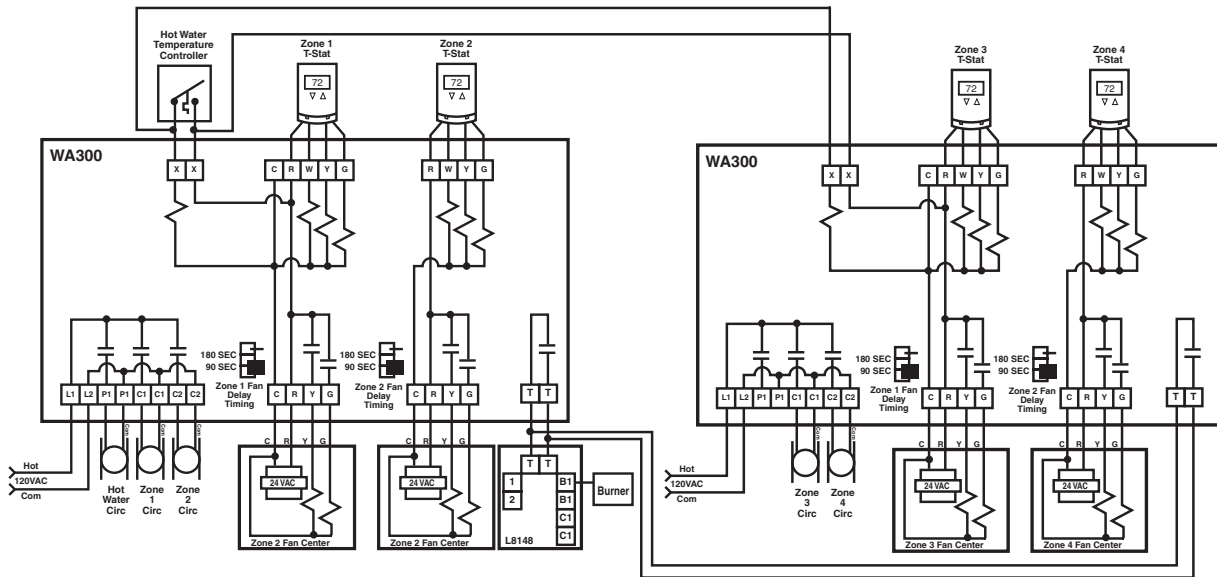 Hot Water
Temperature
Controller
Zone 1
T-Stat
72
Zone 2
T-Stat
72
Zone 3
T-Stat
72
Zone 4
T-Stat
72
WA300
X X
C R W Y G
R W Y G
180 SEC
90 SEC
Zone 1 Fan
Delay
Timing
180 SEC
90 SEC
Zone 2 Fan
Delay
Timing
L1 L2 P1 P1 C1 C1 C2 C2
C R Y G
C R Y G
T T
Com
Com
Com
Hot
120VAC
Com
Hot
Water
Circ
Zone
1
Circ
Zone
2
Circ
C R Y G
24 VAC
Zone 2 Fan Center
C R Y G
24 VAC
Zone 2 Fan Center
T T
1
2
B1
B1
C1
C1
L8148
Burner
WA300
X X
C R W Y G
R W Y G
180 SEC
90 SEC
Zone 1 Fan
Delay
Timing
180 SEC
90 SEC
Zone 2 Fan
Delay
Timing
L1 L2 P1 P1 C1 C1 C2 C2
C R Y G
C R Y G
T T
Com
Com
Hot
120VAC
Com
Zone
3
Circ
Zone
4
Circ
C R Y G
24 VAC
Zone 3 Fan Center
C R Y G
24 VAC
Zone 4 Fan Center